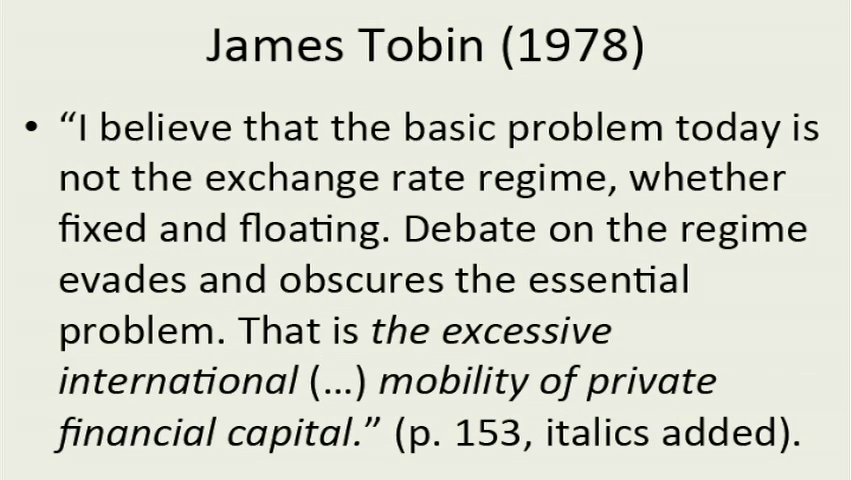 James Tobin (1978)
• “I believe that the basic problem today is
not the exchange rate regime, whether
fixed and floating. Debate on the regime
evades and obscures the essential
problem. That is the excessive
international (…) mobility of private
financial capital.” (p. 153, italics added).